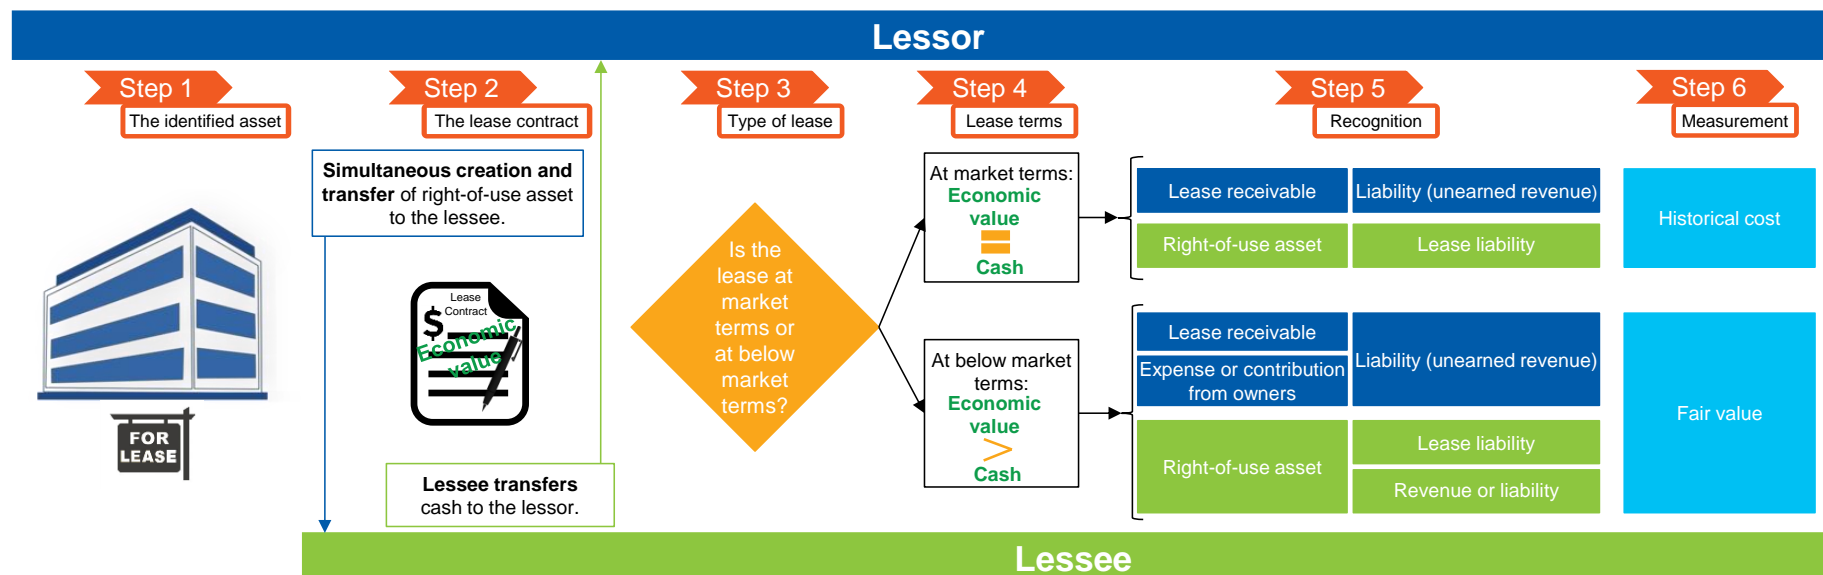 Lessor
Step 1
The identified asset
Step 2
The lease contract
Step 3
Type of lease
Step 4
Lease terms
Step 5
Recognition
Step 6
Measurement
Simultaneous creation and
transfer of right-of-use asset
to the lessee.
Lease
Contract
$
Economic
value
FOR
LEASE
Lessee transfers
cash to the lessor.
Is the
lease at
market
terms or
at below
market
terms?
At market terms:
Economic
value
=
Cash
At below market
terms:
Economic
value
>
Cash
Lease receivable
Liability (unearned revenue)
Right-of-use asset
Lease liability
Historical cost
Lease receivable
Expense or contribution
from owners
Liability (unearned revenue)
Right-of-use asset
Lease liability
Revenue or liability
Fair value
Lessee